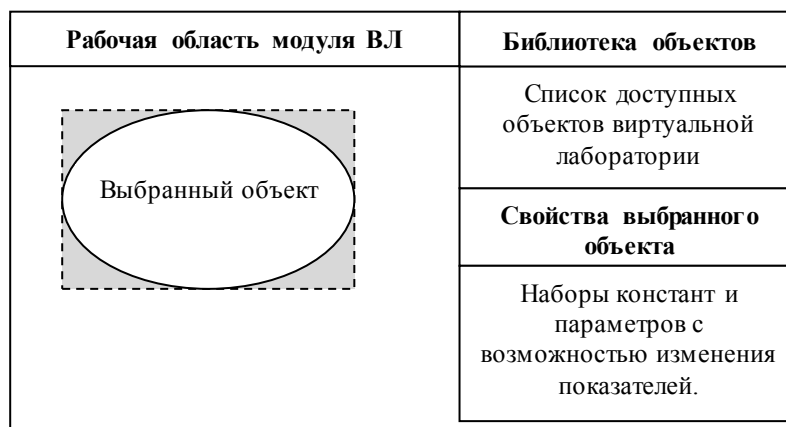 Рабочая область модуля ВЛ
Библиотека объектов
Выбранный объект
Список доступных
объектов виртуальной
лаборатории
Свойства выбранного
объекта
Наборы констант и
параметров с
возможностью изменения
показателей.